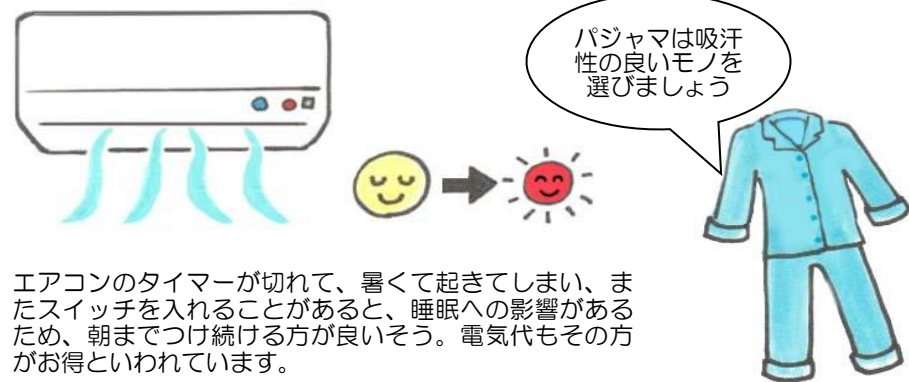 パジャマは吸汗
性の良いモノを
選びましょう
エアコンのタイマーが切れて、暑くて起きてしまい、ま
たスイッチを入れることがあると、睡眠への影響がある
ため、朝までつけ続ける方が良いそう。電気代もその方
がお得といわれています。